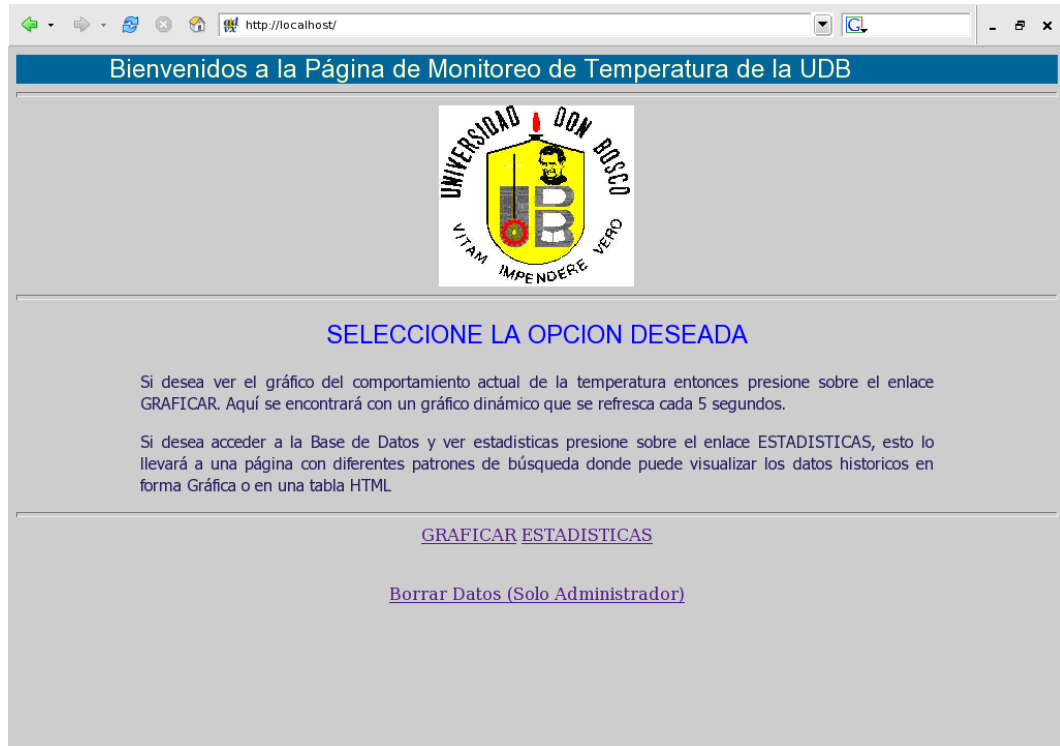 http://localhost/
G
Bienvenidos a la Página de Monitoreo de Temperatura de la UDB
UNIVERSIDAD DON BOSCO
VITAM IMPENDERE VERO
SELECCIONE LA OPCION DESEADA
Si desea ver el gráfico del comportamiento actual de la temperatura entonces presione sobre el enlace
GRAFICAR. Aquí se encontrará con un gráfico dinámico que se refresca cada 5 segundos.
Si desea acceder a la Base de Datos y ver estadisticas presione sobre el enlace ESTADISTICAS, esto lo
llevará a una página con diferentes patrones de búsqueda donde puede visualizar los datos historicos en
forma Gráfica o en una tabla HTML
GRAFICAR ESTADISTICAS
Borrar Datos (Solo Administrador)